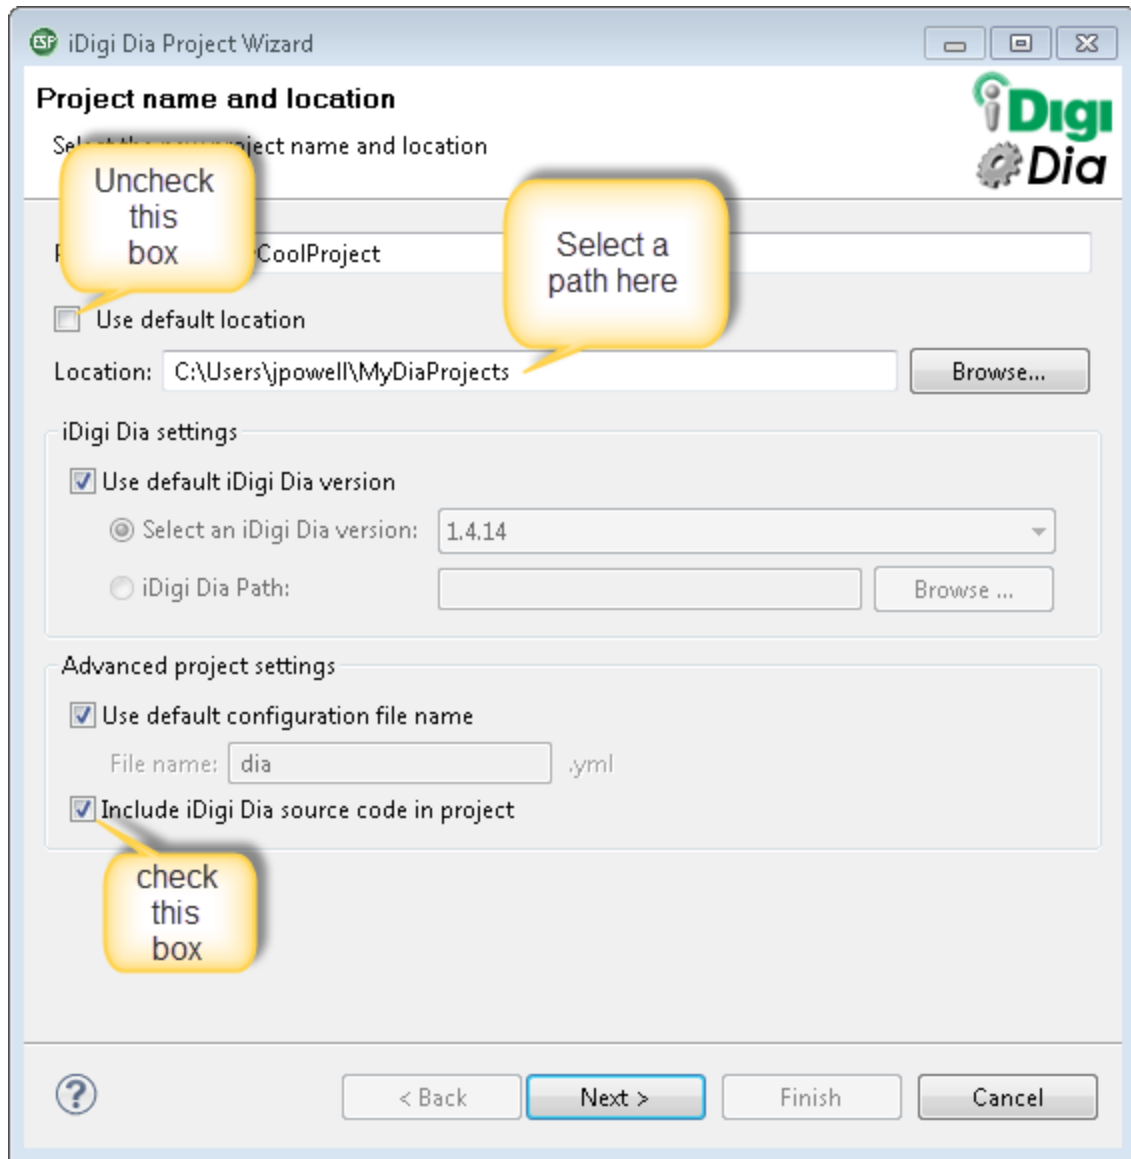 iDigi Dia Project Wizard
Project name and location
iDigi
Dia
project name and location
Uncheck
this
box
CoolProject
Select a
path here
Use default location
Location: C:\Users\jpowell\MyDiaProjects Browse...
iDigi Dia settings
Use default iDigi Dia version
Select an iDigi Dia version: 1.4.14
iDigi Dia Path: Browse ...
Advanced project settings
Use default configuration file name
File name: dia .yml
Include iDigi Dia source code in project
check
this
box
? < Back Next > Finish Cancel